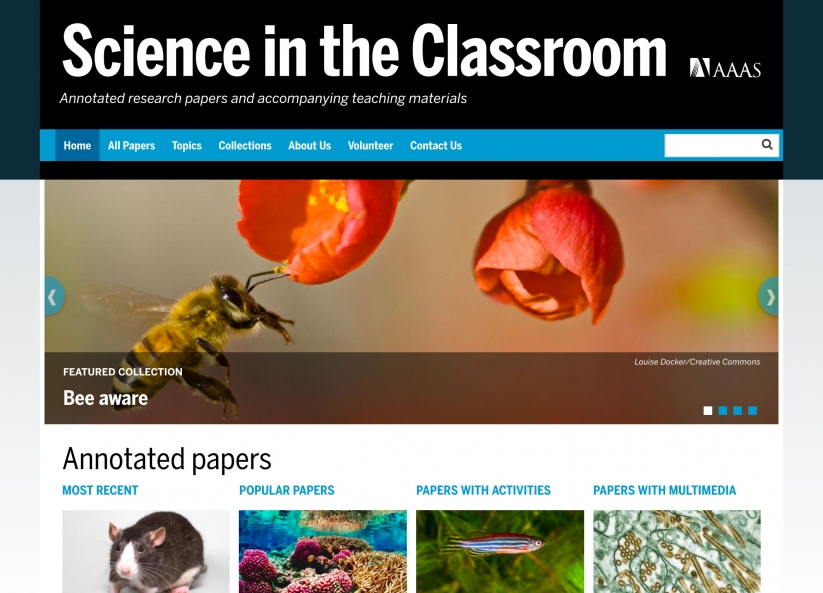 Science in the Classroom
AAAS
Annotated research papers and accompanying teaching materials
Home All Papers Topics Collections About Us Volunteer Contact Us
Louise Docker/Creative Commons
FEATURED COLLECTION
Bee aware
Annotated papers
MOST RECENT POPULAR PAPERS PAPERS WITH ACTIVITIES PAPERS WITH MULTIMEDIA